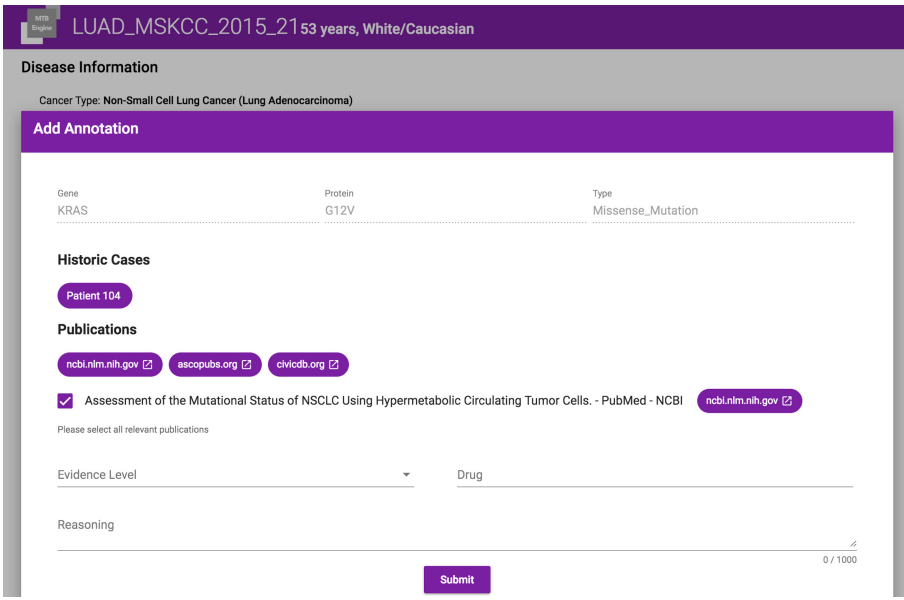 MTB
Engine
LUAD_MSKCC_2015_21 53 years, White/Caucasian
Disease Information
Cancer Type: Non-Small Cell Lung Cancer (Lung Adenocarcinoma)
Add Annotation
Gene Protein Type
KRAS G12V Missense_Mutation
Historic Cases
Patient 104
Publications
ncbi.nlm.nih.gov ascopubs.org civicdb.org
Assessment of the Mutational Status of NSCLC Using Hypermetabolic Circulating Tumor Cells. - PubMed - NCBI ncbi.nlm.nih.gov
Please select all relevant publications
Evidence Level Drug
Reasoning
0 / 1000
Submit